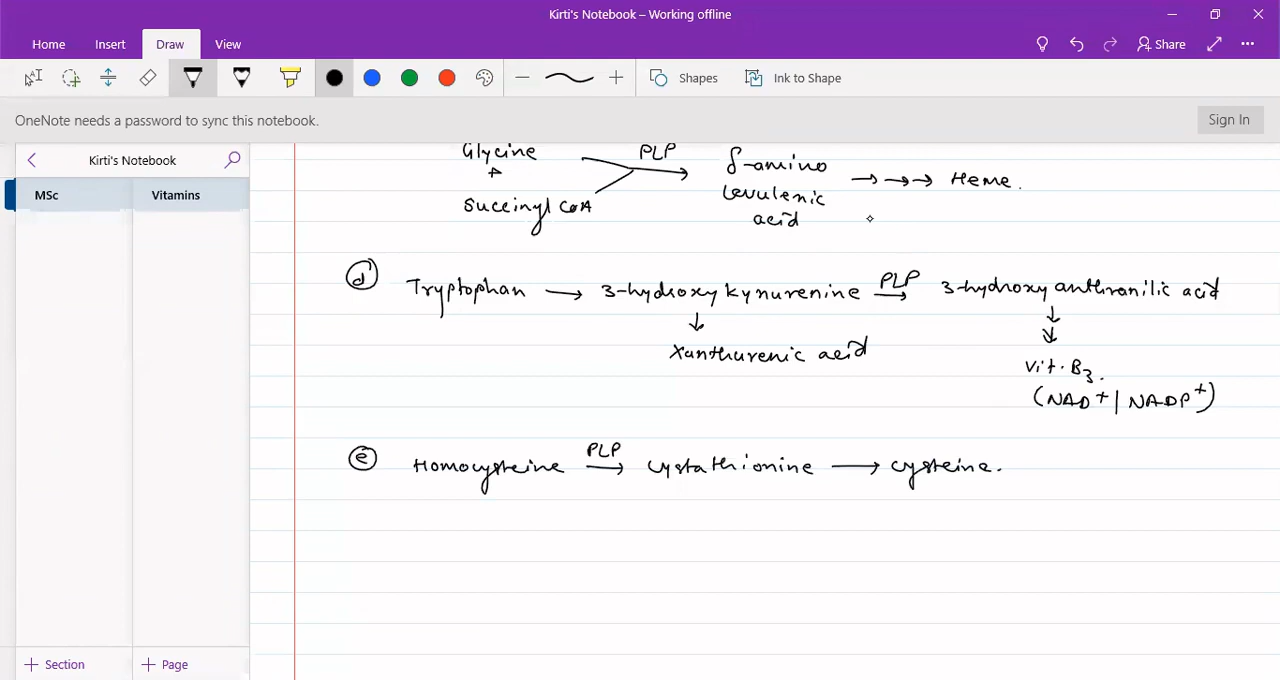 Kirti's Notebook – Working offline
Home Insert Draw View
Share
Shapes Ink to Shape
OneNote needs a password to sync this notebook.
Sign In
Kirti's Notebook
MSc Vitamins
Glycine PLP δ-amino
+ levulenic → → → Heme.
Succinyl CoA acid
(d) Tryptophan → 3-hydroxy kynurenine PLP → 3-hydroxy anthranilic acid
↓ ↓
Xanthurenic acid ↓
Vit. B3.
(NAD+ | NADP+)
(e) Homocysteine PLP → cystathionine → cysteine.
+ Section + Page